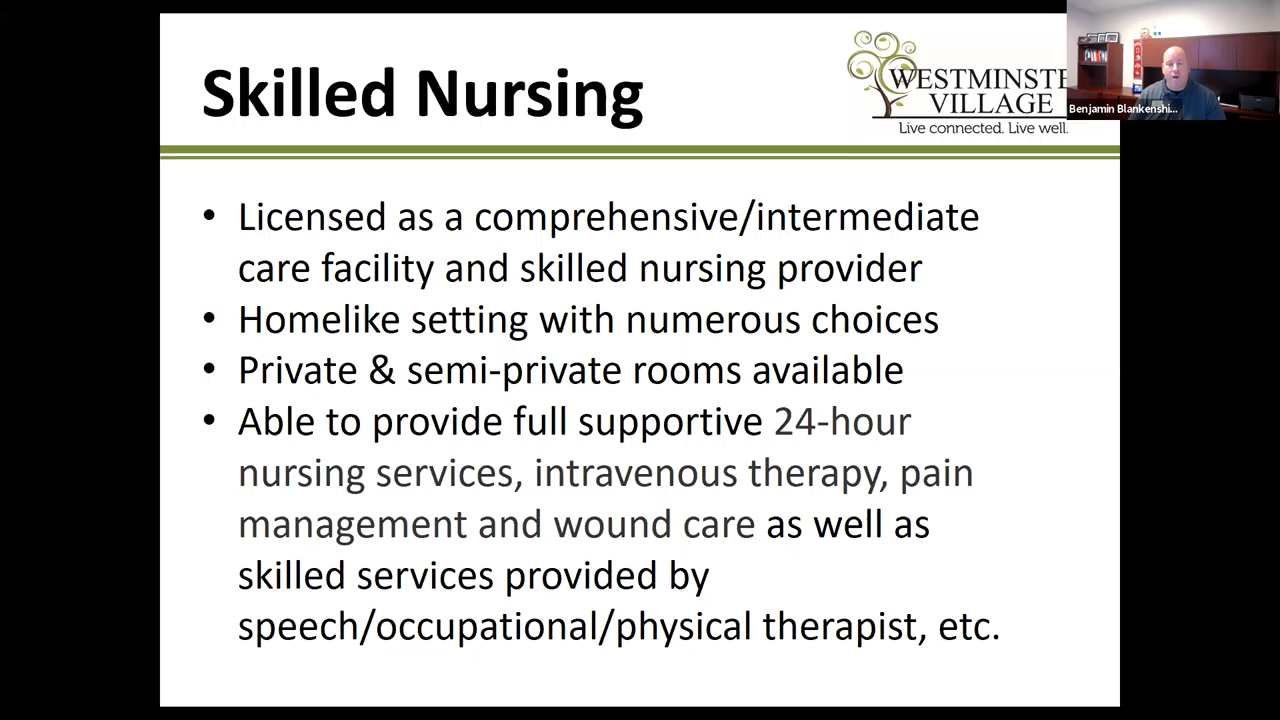 Skilled Nursing
WESTMINSTE
VILLAGE
Live connected. Live well.
Benjamin Blankenshi...
• Licensed as a comprehensive/intermediate
care facility and skilled nursing provider
• Homelike setting with numerous choices
• Private & semi-private rooms available
• Able to provide full supportive 24-hour
nursing services, intravenous therapy, pain
management and wound care as well as
skilled services provided by
speech/occupational/physical therapist, etc.